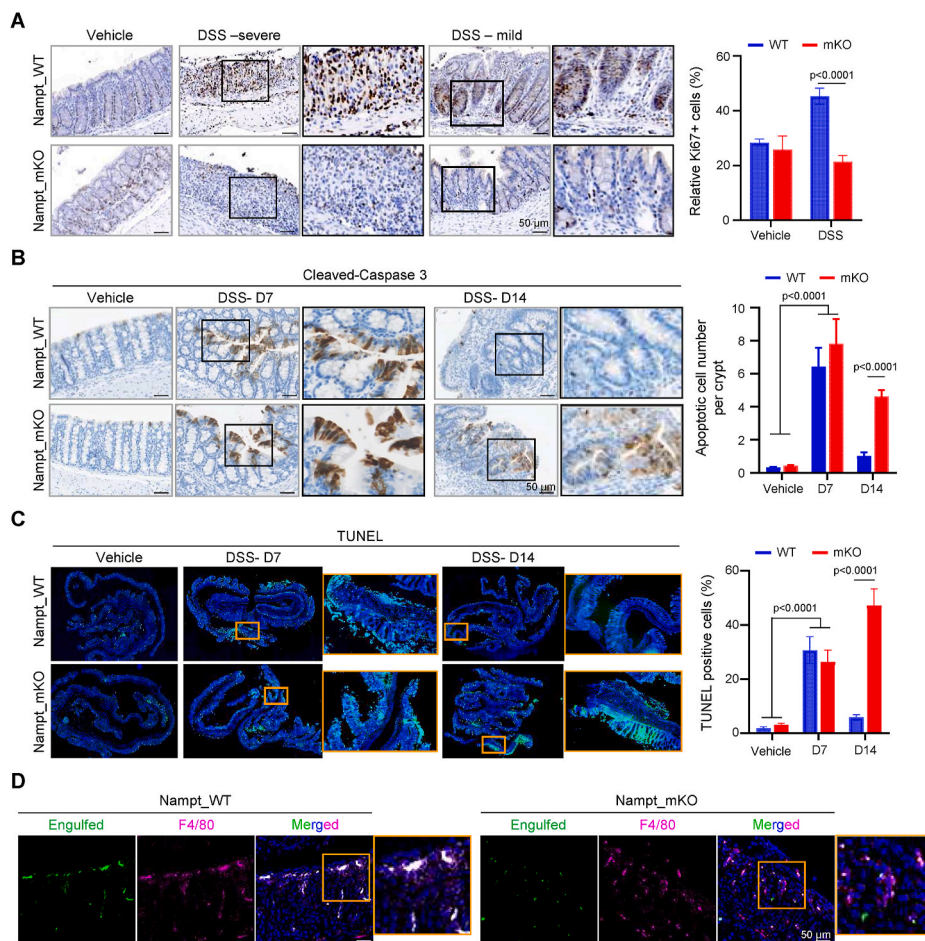 A
Vehicle
DSS –severe
DSS – mild
Nampt_WT
Nampt_mKO
50 µm
WT
mKO
p<0.0001
Relative Ki67+ cells (%)
60
40
20
0
Vehicle
DSS
B
Cleaved-Caspase 3
Vehicle
DSS- D7
DSS- D14
Nampt_WT
Nampt_mKO
50 µm
WT
mKO
p<0.0001
p<0.0001
Apoptotic cell number
per crypt
10
8
6
4
2
0
Vehicle
D7
D14
C
TUNEL
Vehicle
DSS- D7
DSS- D14
Nampt_WT
Nampt_mKO
WT
mKO
p<0.0001
p<0.0001
TUNEL positive cells (%)
60
40
20
0
Vehicle
D7
D14
D
Nampt_WT
Nampt_mKO
Engulfed
F4/80
Merged
Engulfed
F4/80
Merged
50 µm